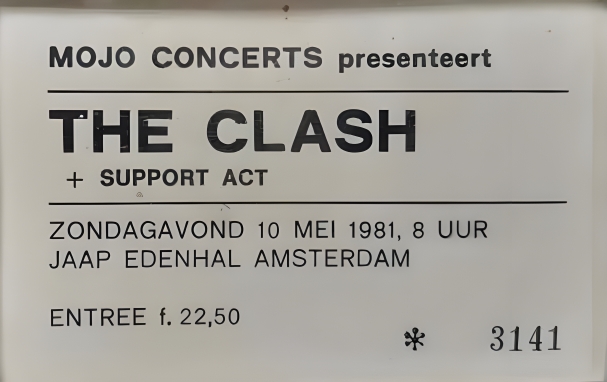 MOJO CONCERTS presenteert
THE CLASH
+ SUPPORT ACT
ZONDAGAVOND 10 MEI 1981, 8 UUR
JAAP EDENHAL AMSTERDAM
ENTREE f. 22,50
* 3141